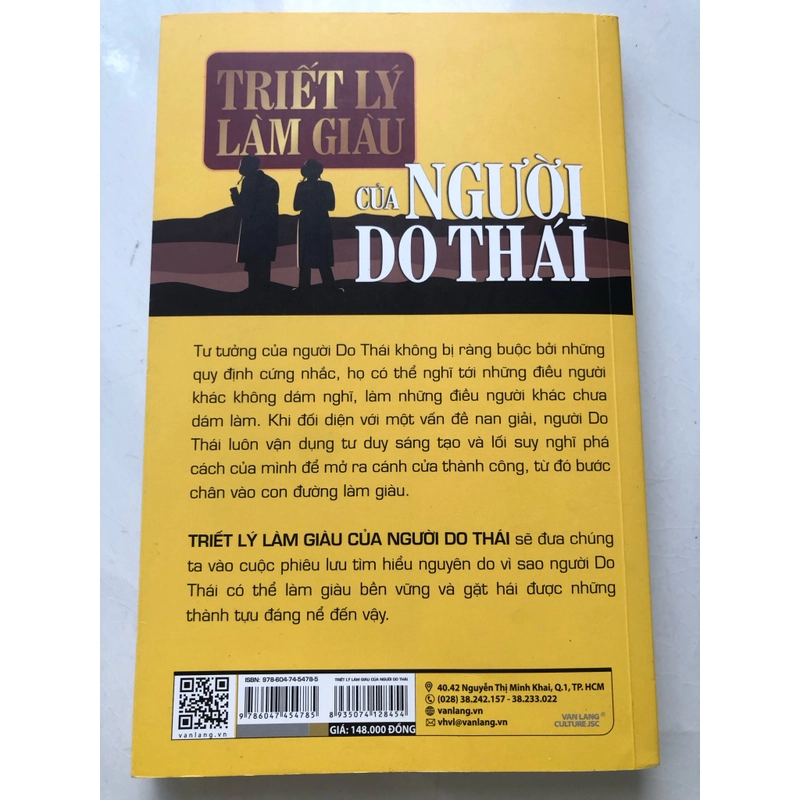 TRIẾT LÝ
LÀM GIÀU
CỦA NGƯỜI
DO THÁI
Tư tưởng của người Do Thái không bị ràng buộc bởi những
quy định cứng nhắc, họ có thể nghĩ tới những điều người
khác không dám nghĩ, làm những điều người khác chưa
dám làm. Khi đối diện với một vấn đề nan giải, người Do
Thái luôn vận dụng tư duy sáng tạo và lối suy nghĩ phá
cách của mình để mở ra cánh cửa thành công, từ đó bước
chân vào con đường làm giàu.
TRIẾT LÝ LÀM GIÀU CỦA NGƯỜI DO THÁI sẽ đưa chúng
ta vào cuộc phiêu lưu tìm hiểu nguyên do vì sao người Do
Thái có thể làm giàu bền vững và gặt hái được những
thành tựu đáng nể đến vậy.
vanlang.vn
ISBN: 978-604-74-5478-5
9 786047 454785
TRIẾT LÝ LÀM GIÀU CỦA NGƯỜI DO THÁI
8 935074 128454
GIÁ: 148.000 ĐỒNG
40.42 Nguyễn Thị Minh Khai, Q.1, TP. HCM
(028) 38.242.157 - 38.233.022
vanlang.vn
vhvl@vanlang.vn
VAN LANG®
CULTURE JSC